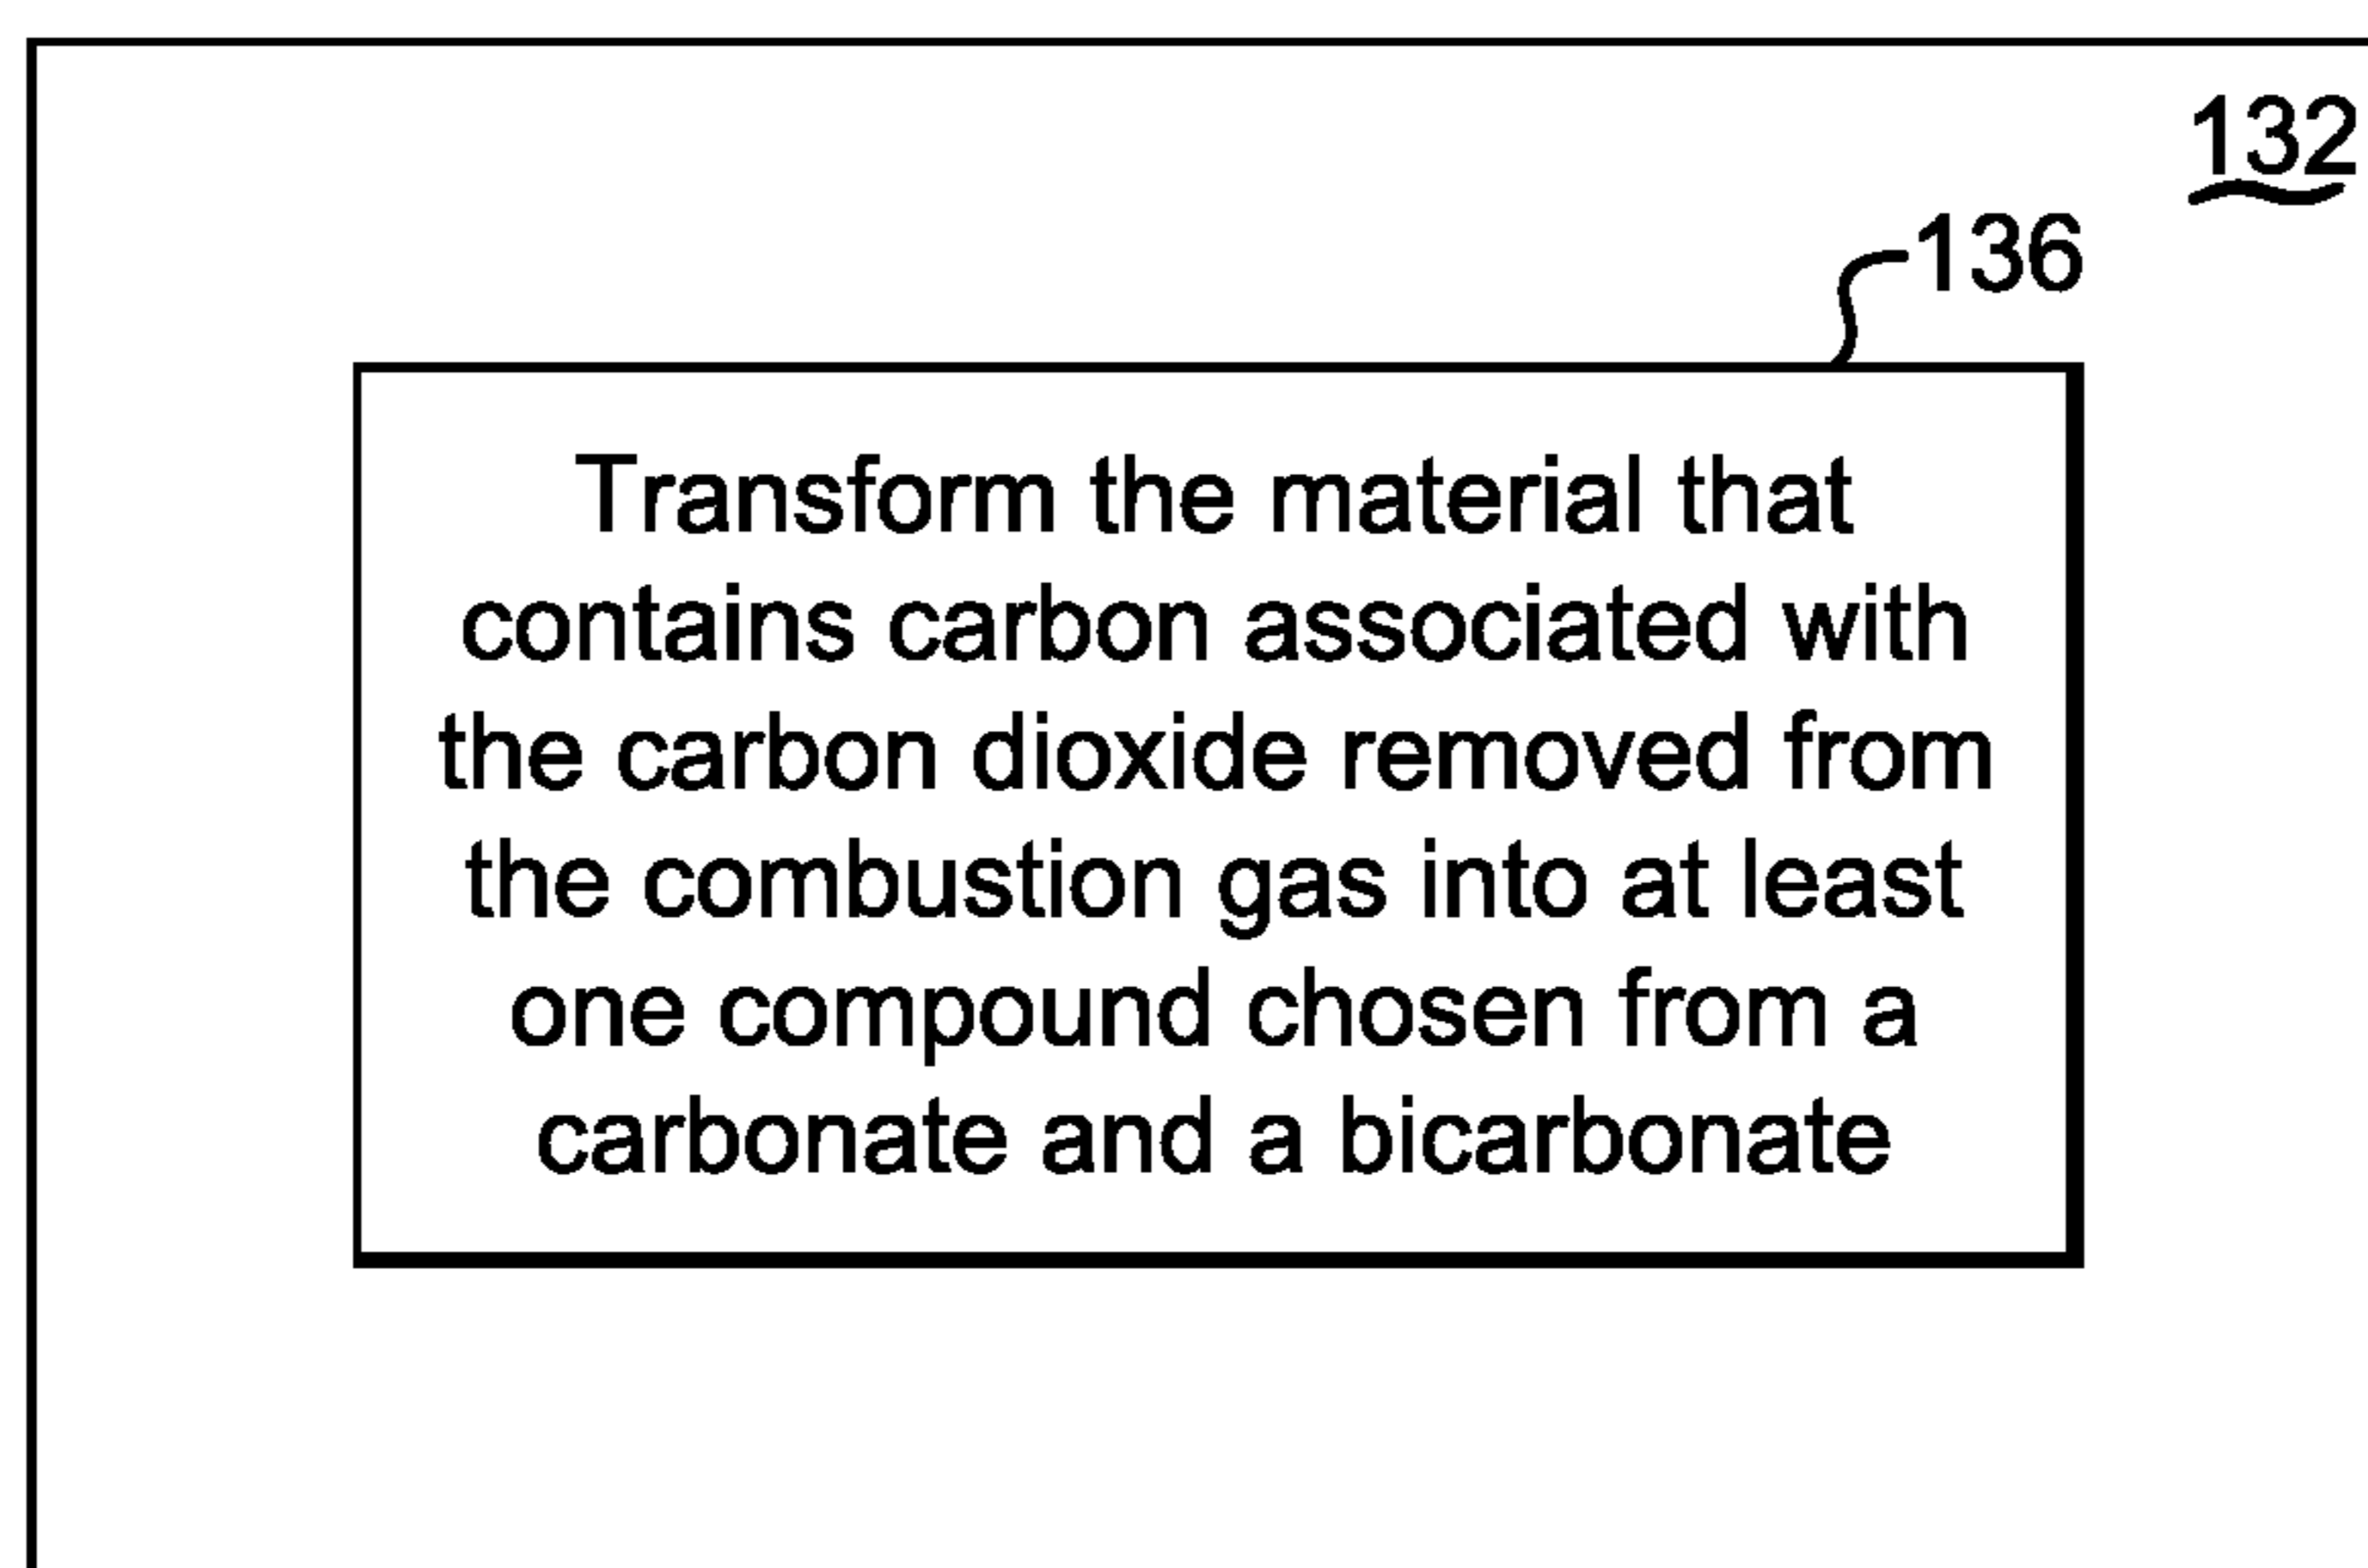 132
136
Transform the material that
contains carbon associated with
the carbon dioxide removed from
the combustion gas into at least
one compound chosen from a
carbonate and a bicarbonate